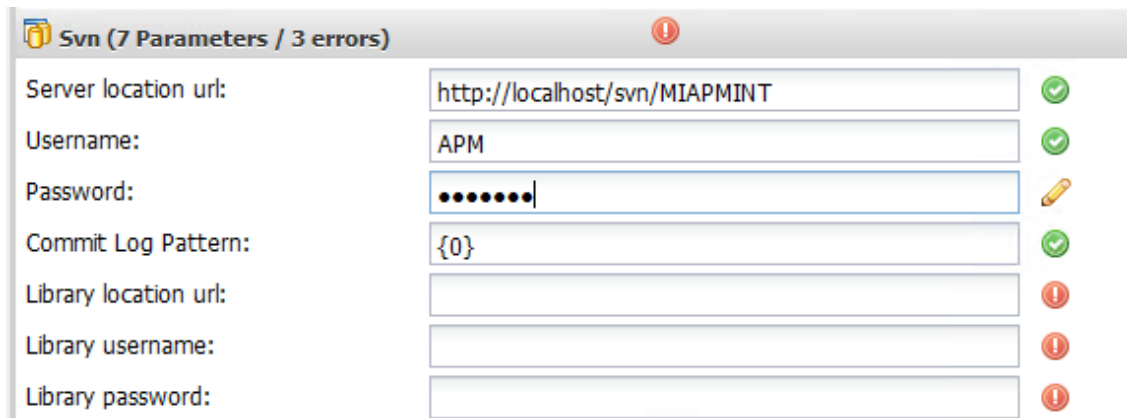 Svn (7 Parameters / 3 errors)
Server location url: http://localhost/svn/MIAPMINT
Username: APM
Password: •••••••
Commit Log Pattern: {0}
Library location url:
Library username:
Library password: